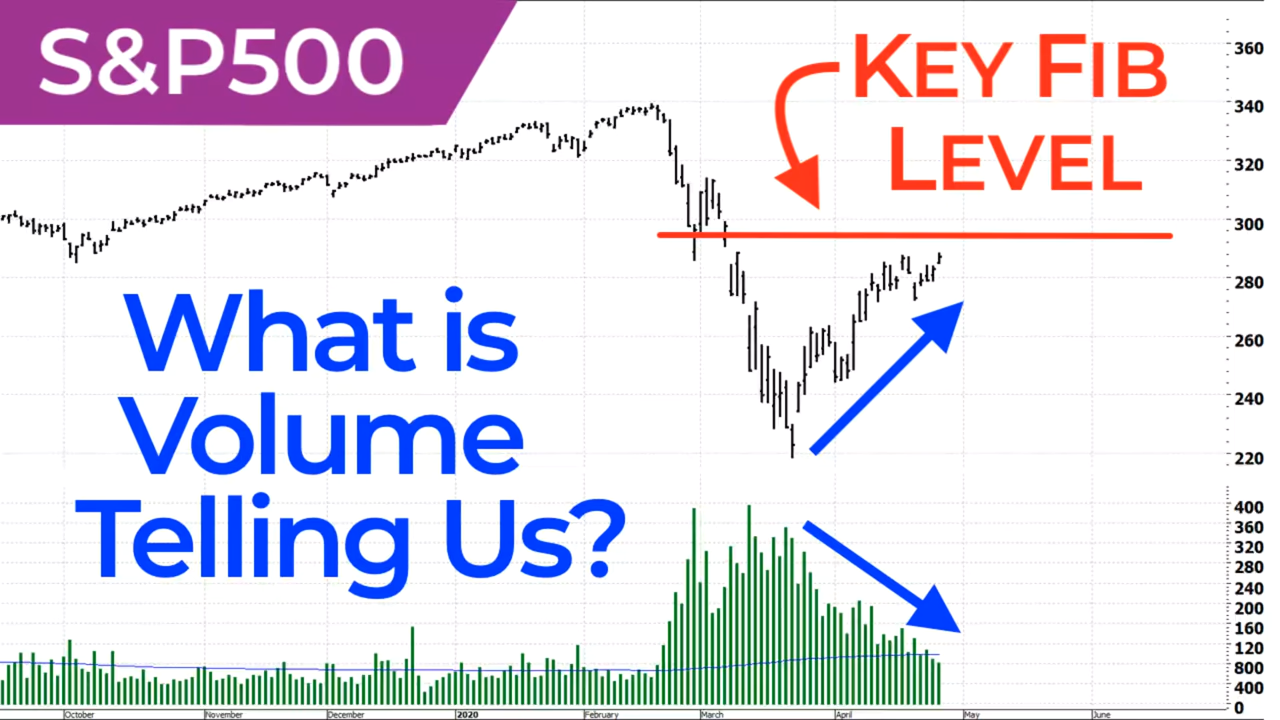 S&P500
KEY FIB
LEVEL
What is
Volume
Telling Us?
360
340
320
300
280
260
240
220
400
360
320
280
240
200
160
120
800
400
0
October
November
December
2020
February
March
April
May
June